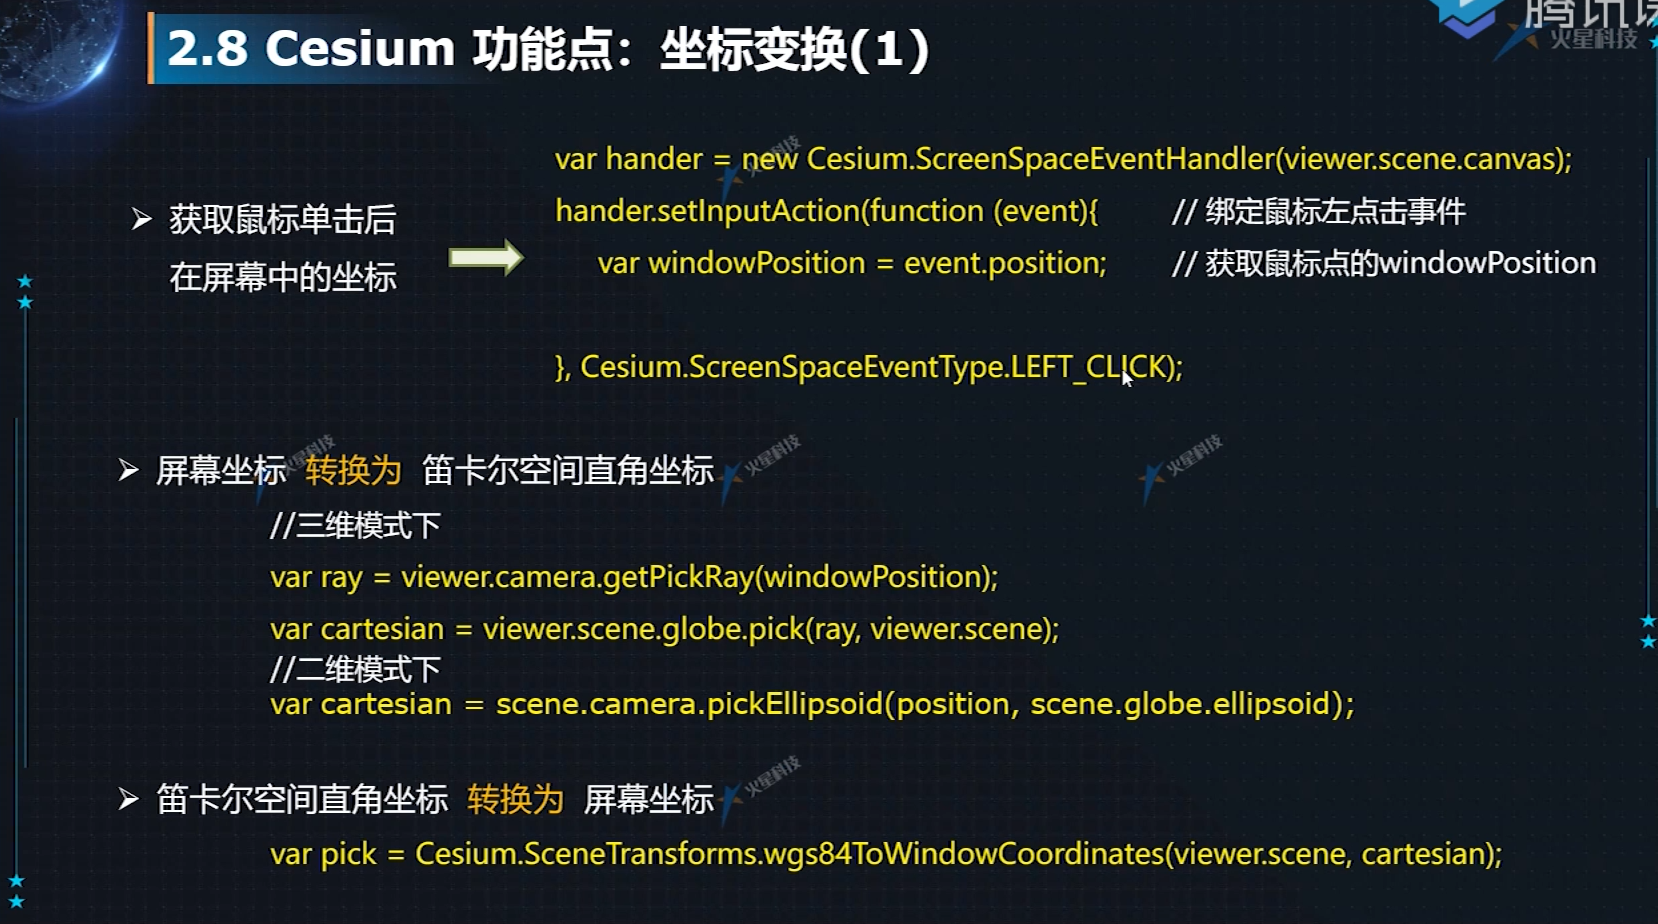 2.8 Cesium 功能点：坐标变换(1)
腾讯课
火星科技
➢ 获取鼠标单击后
在屏幕中的坐标
var hander = new Cesium.ScreenSpaceEventHandler(viewer.scene.canvas);
hander.setInputAction(function (event){ // 绑定鼠标左点击事件
var windowPosition = event.position; // 获取鼠标点的windowPosition
}, Cesium.ScreenSpaceEventType.LEFT_CLICK);
火星科技
➢ 屏幕坐标 转换为 笛卡尔空间直角坐标
火星科技
火星科技
火星科技
//三维模式下
var ray = viewer.camera.getPickRay(windowPosition);
var cartesian = viewer.scene.globe.pick(ray, viewer.scene);
//二维模式下
var cartesian = scene.camera.pickEllipsoid(position, scene.globe.ellipsoid);
➢ 笛卡尔空间直角坐标 转换为 屏幕坐标
火星科技
var pick = Cesium.SceneTransforms.wgs84ToWindowCoordinates(viewer.scene, cartesian);